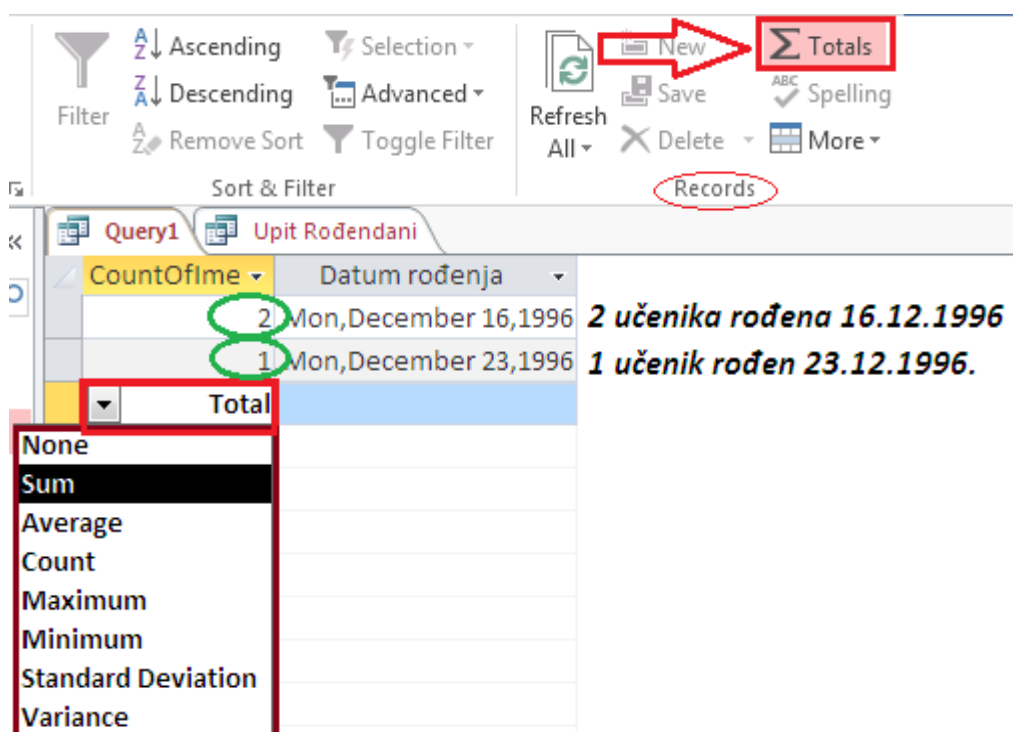 Ascending
Selection
New
Totals
Descending
Advanced
Save
ABC
Spelling
Filter
Refresh
All
Remove Sort
Toggle Filter
Delete
More
Sort & Filter
Records
Query1
Upit Rođendani
CountOfIme
Datum rođenja
2 Mon,December 16,1996 2 učenika rođena 16.12.1996
1 Mon,December 23,1996 1 učenik rođen 23.12.1996.
Total
None
Sum
Average
Count
Maximum
Minimum
Standard Deviation
Variance